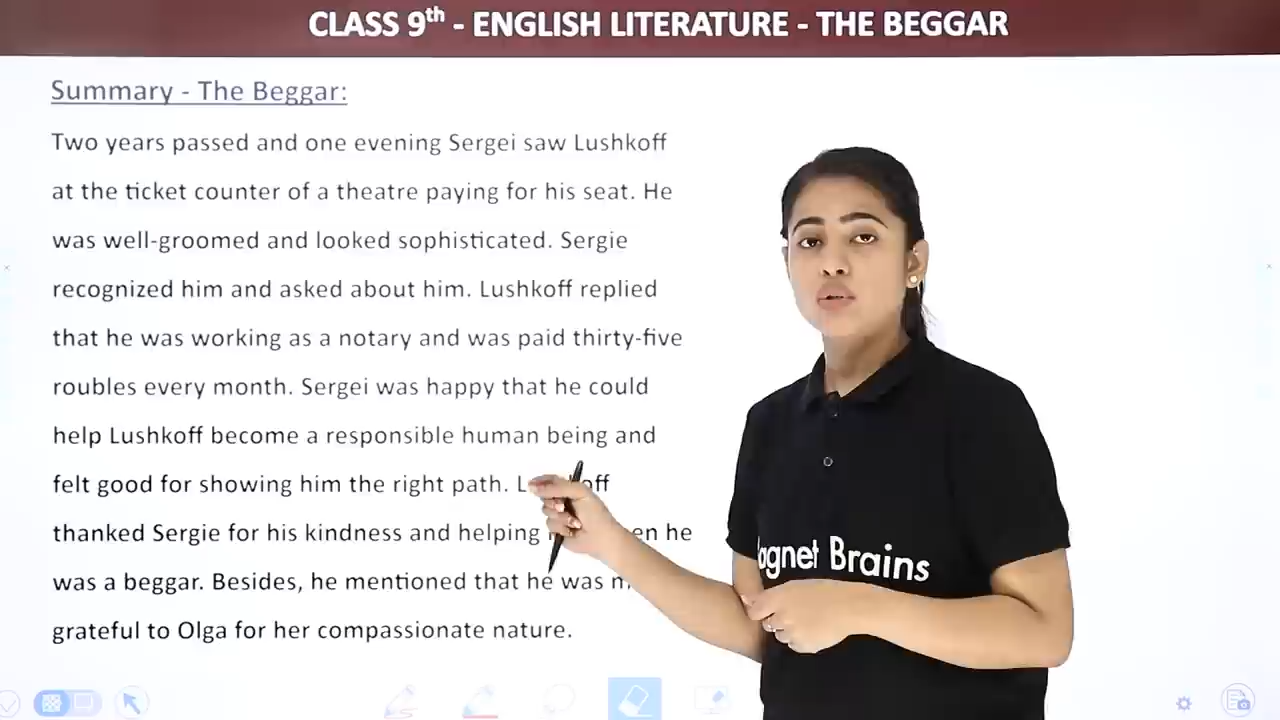 CLASS 9th - ENGLISH LITERATURE - THE BEGGAR
Summary - The Beggar:
Two years passed and one evening Sergei saw Lushkoff
at the ticket counter of a theatre paying for his seat. He
was well-groomed and looked sophisticated. Sergie
recognized him and asked about him. Lushkoff replied
that he was working as a notary and was paid thirty-five
roubles every month. Sergei was happy that he could
help Lushkoff become a responsible human being and
felt good for showing him the right path.
thanked Sergie for his kindness and helping he
was a beggar. Besides, he mentioned that he was
grateful to Olga for her compassionate nature.
Brains